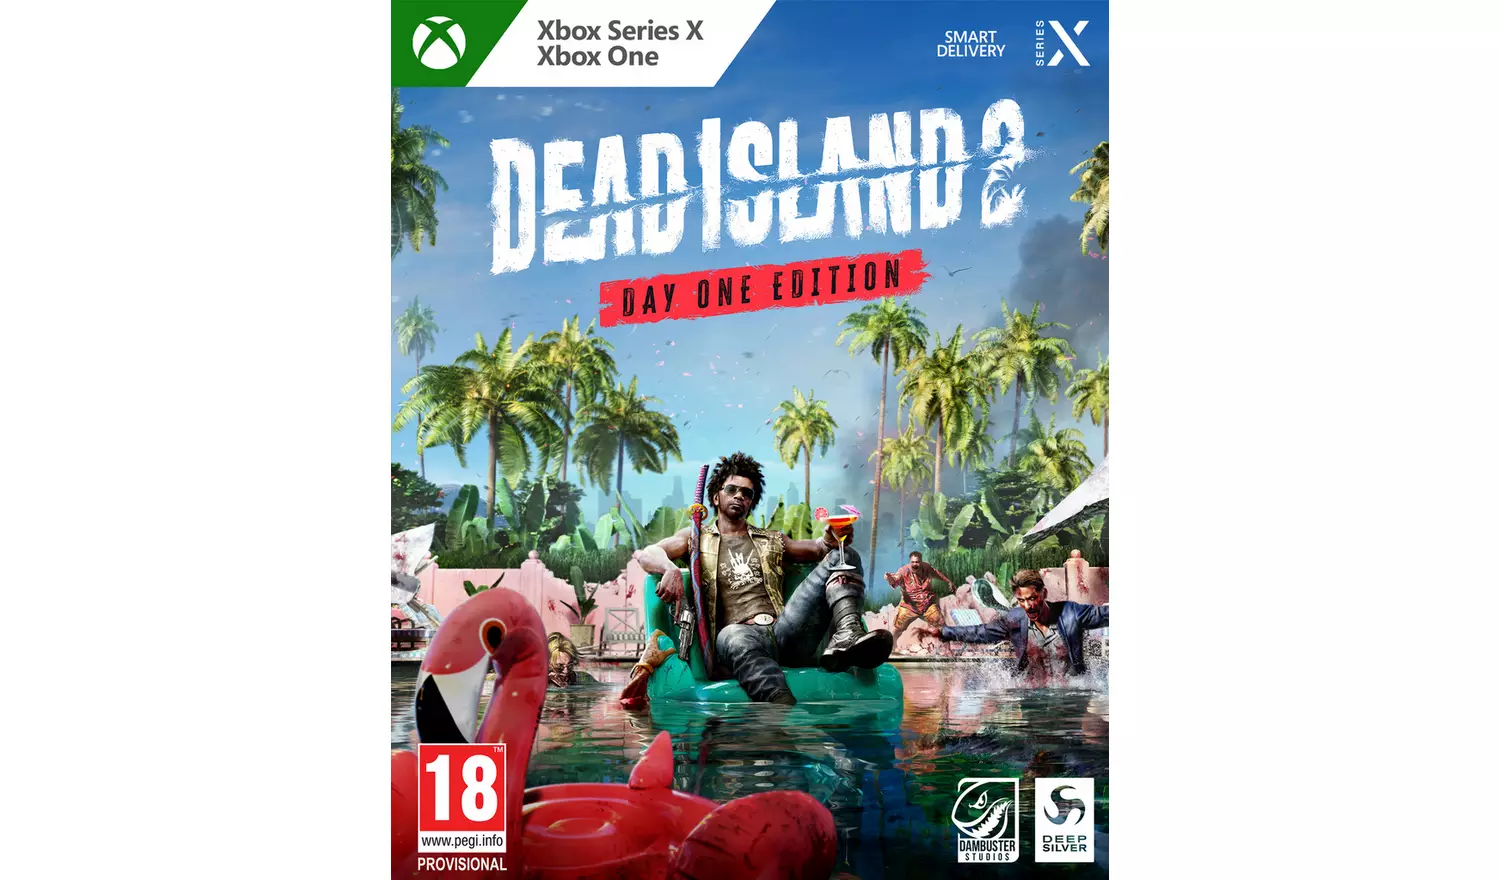 Xbox Series X
Xbox One
SMART
DELIVERY
SERIES
X
DEAD ISLAND 2
DAY ONE EDITION
18
TM
www.pegi.info
PROVISIONAL
DAMBUSTER
STUDIOS
DEEP
SILVER